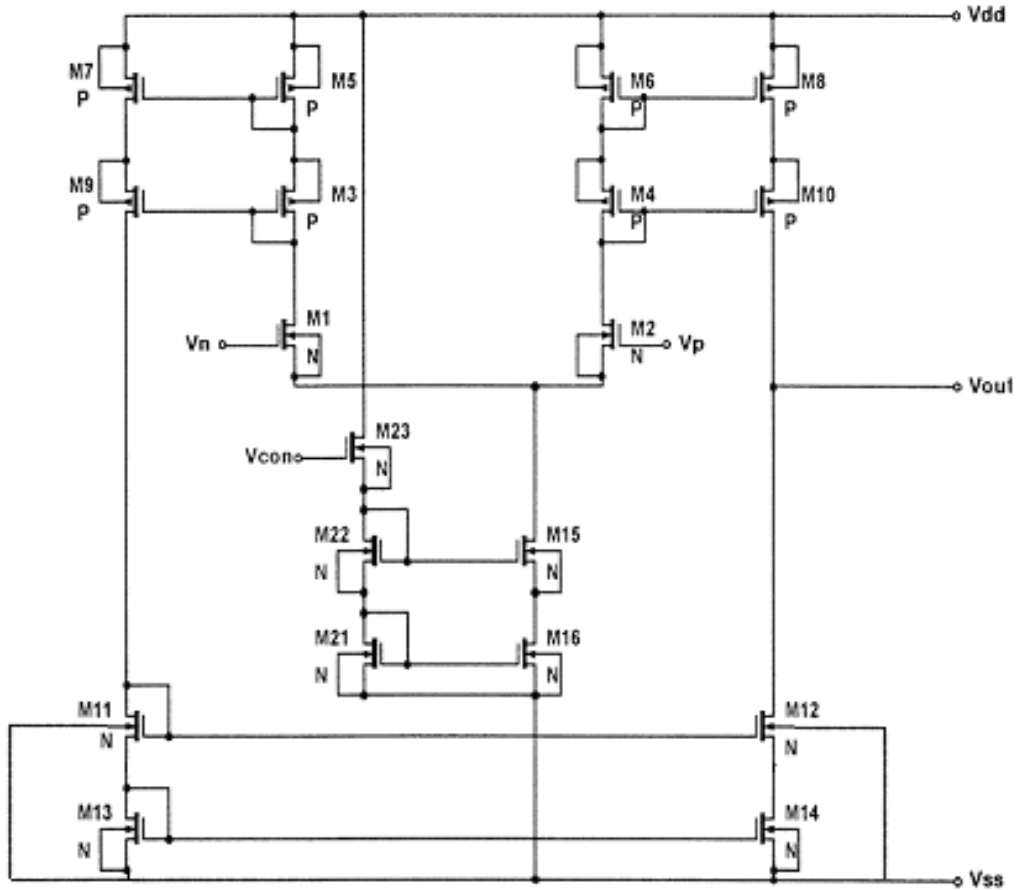 Vdd
M7 M5 M6 M8
P P P P
M9 M3 M4 M10
P P P P
M1 M2
Vn N N Vp
Vout
M23
Vcon N
M22 M15
N N
M21 M16
N N
M11 M12
N N
M13 M14
N N
Vss